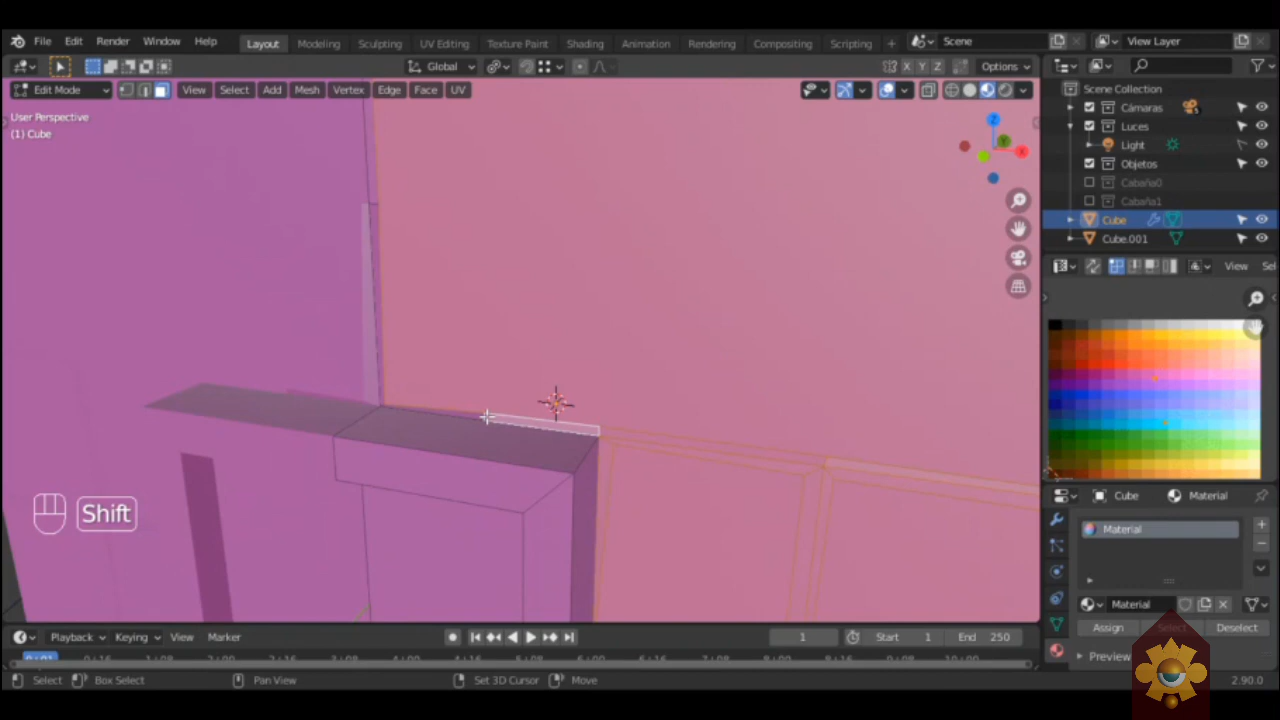 File Edit Render Window Help Layout Modeling Sculpting UV Editing Texture Paint Shading Animation Rendering Compositing Scripting + Scene View Layer
Global X Y Z Options
Edit Mode View Select Add Mesh Vertex Edge Face UV
User Perspective
(1) Cube
Z
Y
X
Scene Collection
Cámaras
Luces
Light
Objetos
Cabaña0
Cabaña1
Cube
Cube.001
View Sel
Shift
Cube Material
Material
Material
Assign Select Deselect
Preview
Playback Keying View Marker 1 Start 1 End 250
Select Box Select Pan View Set 3D Cursor Move 2.90.0